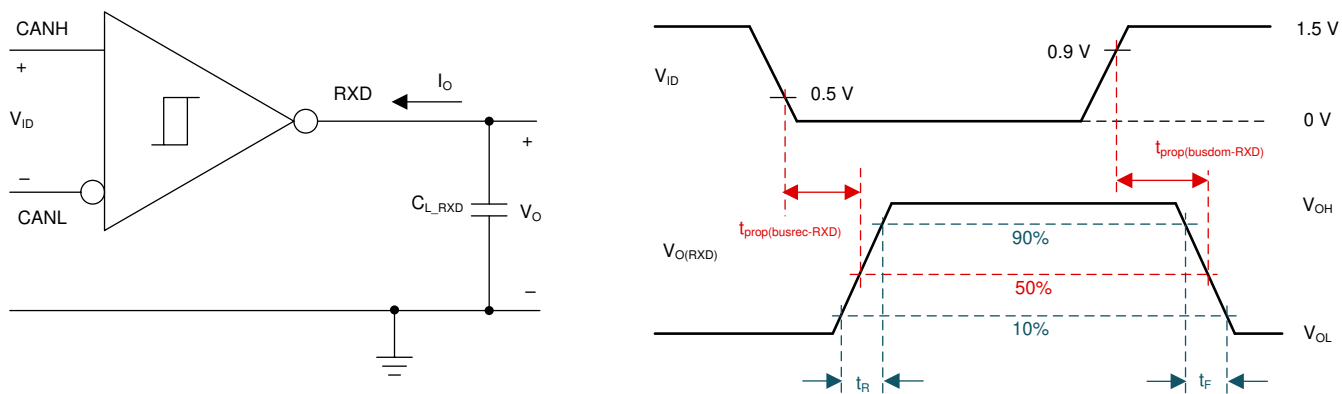 CANH
+
V_ID
–
CANL
RXD
I_O
+
C_L_RXD
V_O
–
V_ID
0.5 V
0.9 V
1.5 V
0 V
t_prop(busrec-RXD)
t_prop(busdom-RXD)
V_O(RXD)
90%
50%
10%
V_OH
V_OL
t_R
t_F